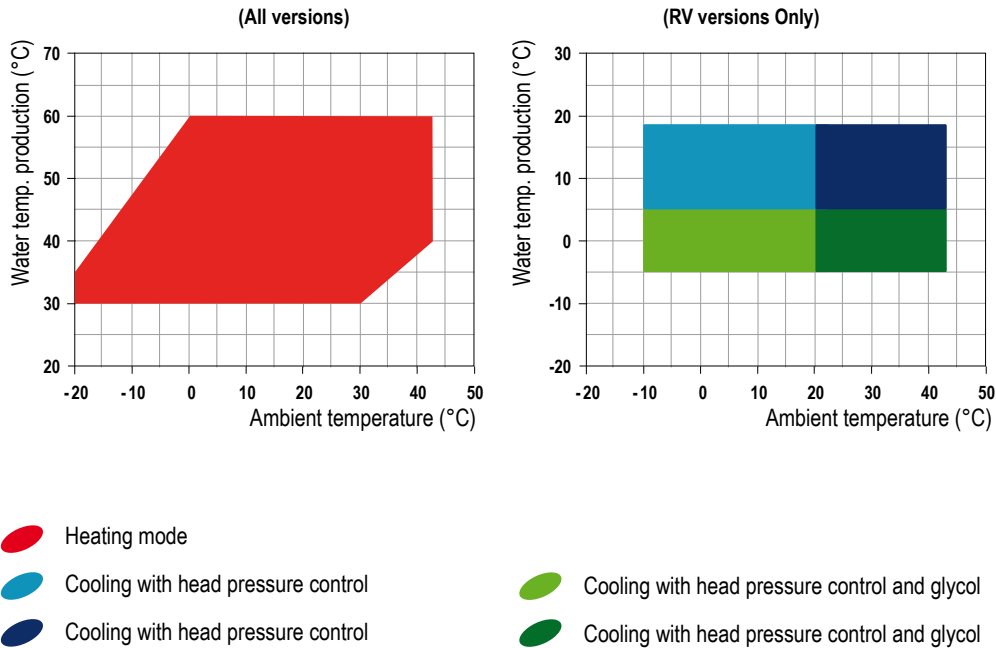 (All versions)
(RV versions Only)
Water temp. production (°C)
70
60
50
40
30
20
-20 -10 0 10 20 30 40 50
Ambient temperature (°C)
Water temp. production (°C)
30
20
10
0
-10
-20
-20 -10 0 10 20 30 40 50
Ambient temperature (°C)
Heating mode
Cooling with head pressure control
Cooling with head pressure control
Cooling with head pressure control and glycol
Cooling with head pressure control and glycol